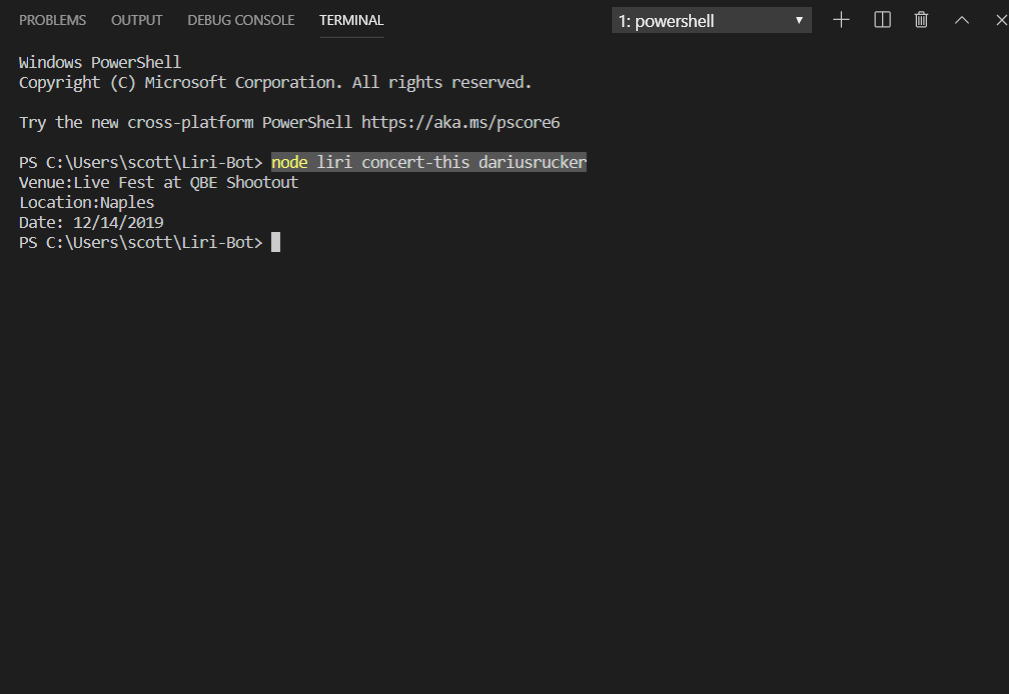 PROBLEMS OUTPUT DEBUG CONSOLE TERMINAL 1: powershell
Windows PowerShell
Copyright (C) Microsoft Corporation. All rights reserved.
Try the new cross-platform PowerShell https://aka.ms/pscore6
PS C:\Users\scott\Liri-Bot> node liri concert-this dariusrucker
Venue:Live Fest at QBE Shootout
Location:Naples
Date: 12/14/2019
PS C:\Users\scott\Liri-Bot>